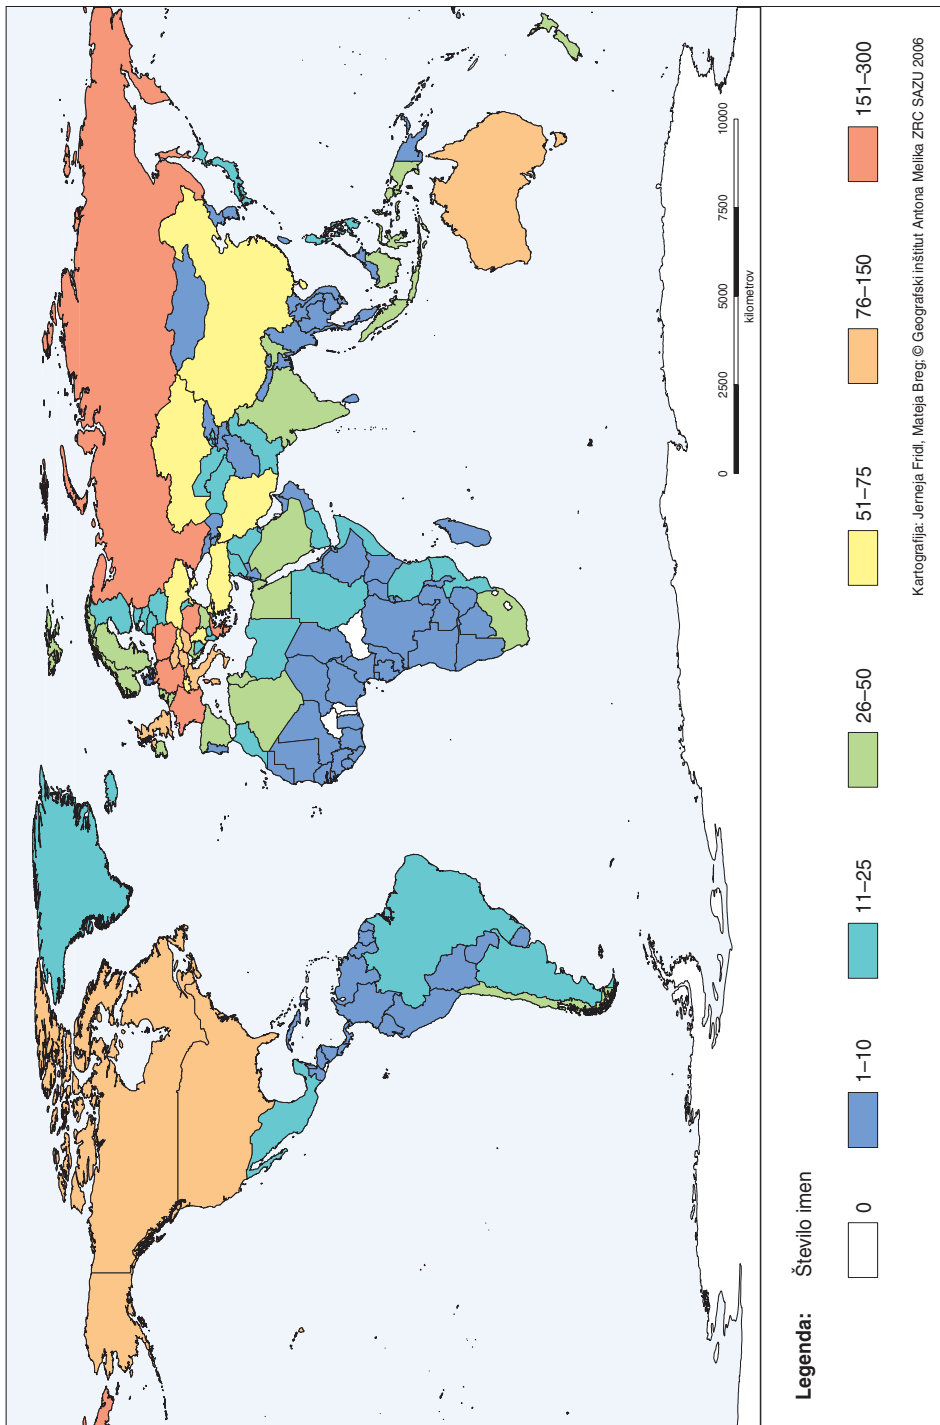 0 2500 5000 7500 10000
kilometrov
Legenda: Število imen
0 1–10 11–25 26–50 51–75 76–150 151–300
Kartografija: Jerneja Fridl, Mateja Breg; © Geografski inštitut Antona Melika ZRC SAZU 2006